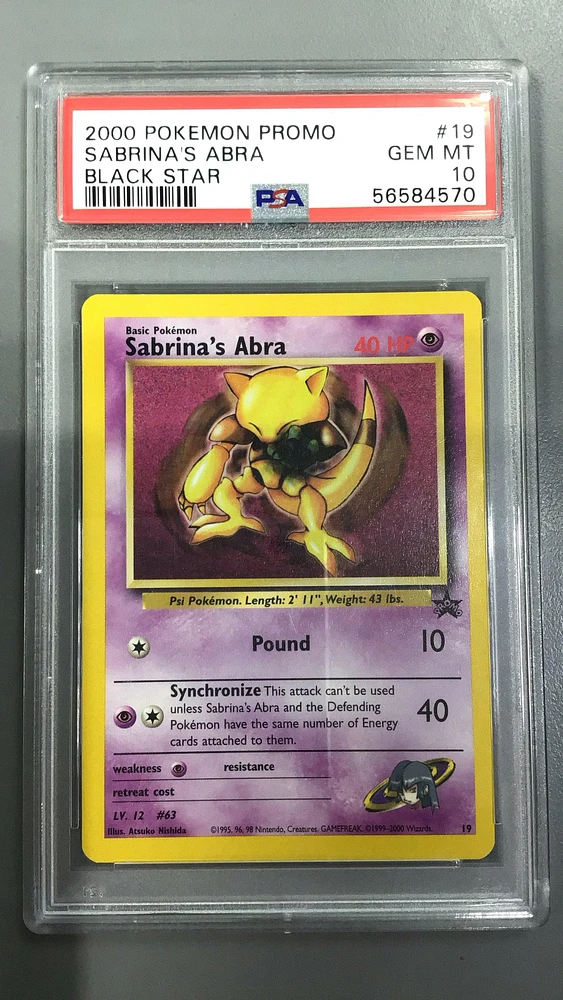 2000 POKEMON PROMO #19
SABRINA'S ABRA GEM MT
BLACK STAR 10
PSA 56584570
Basic Pokémon
Sabrina's Abra 40 HP
Psi Pokémon. Length: 2' 11", Weight: 43 lbs.
PROMO
Pound 10
Synchronize This attack can't be used
unless Sabrina's Abra and the Defending
Pokémon have the same number of Energy
cards attached to them.
40
weakness resistance
retreat cost
LV. 12 #63
Illus. Atsuko Nishida ©1995, 96, 98 Nintendo, Creatures, GAMEFREAK. ©1999-2000 Wizards. 19